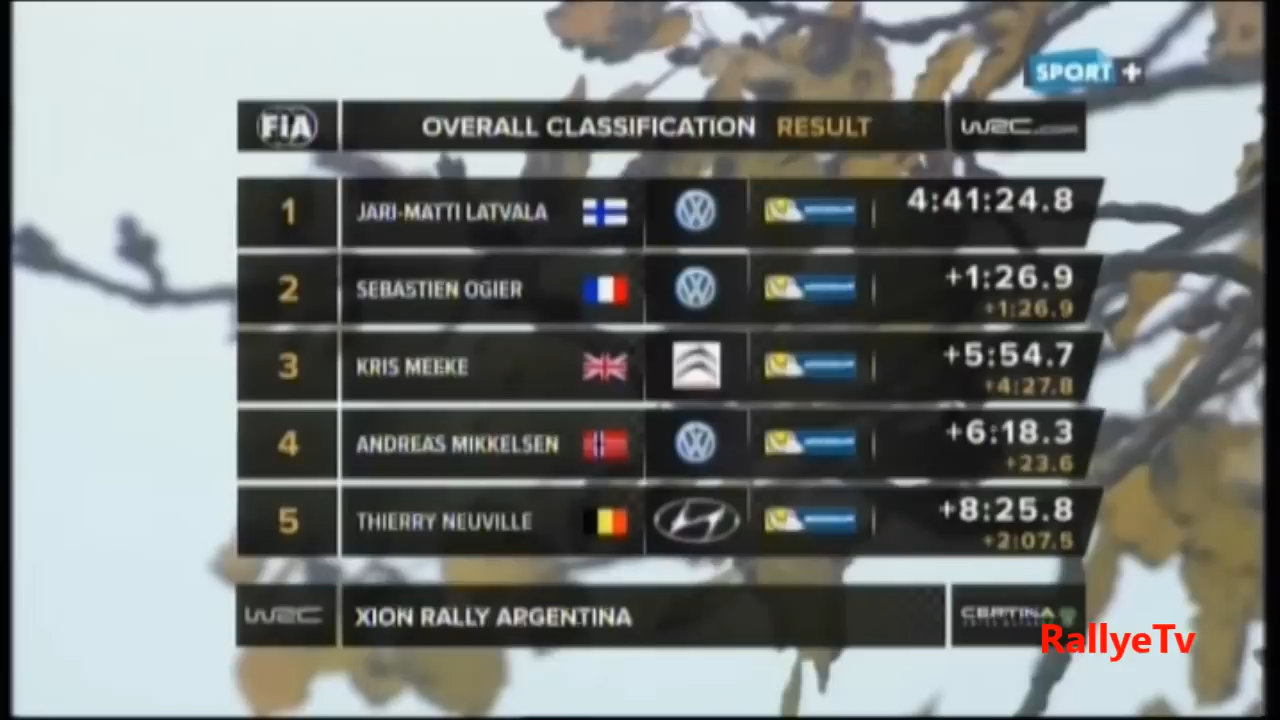 SPORT +
FIA OVERALL CLASSIFICATION RESULT WRC
1 JARI-MATTI LATVALA 4:41:24.8
2 SEBASTIEN OGIER +1:26.9
+1:26.9
3 KRIS MEEKE +5:54.7
+4:27.8
4 ANDREAS MIKKELSEN +6:18.3
+23.6
5 THIERRY NEUVILLE +8:25.8
+2:07.5
WRC XION RALLY ARGENTINA CERTINA
RallyeTv